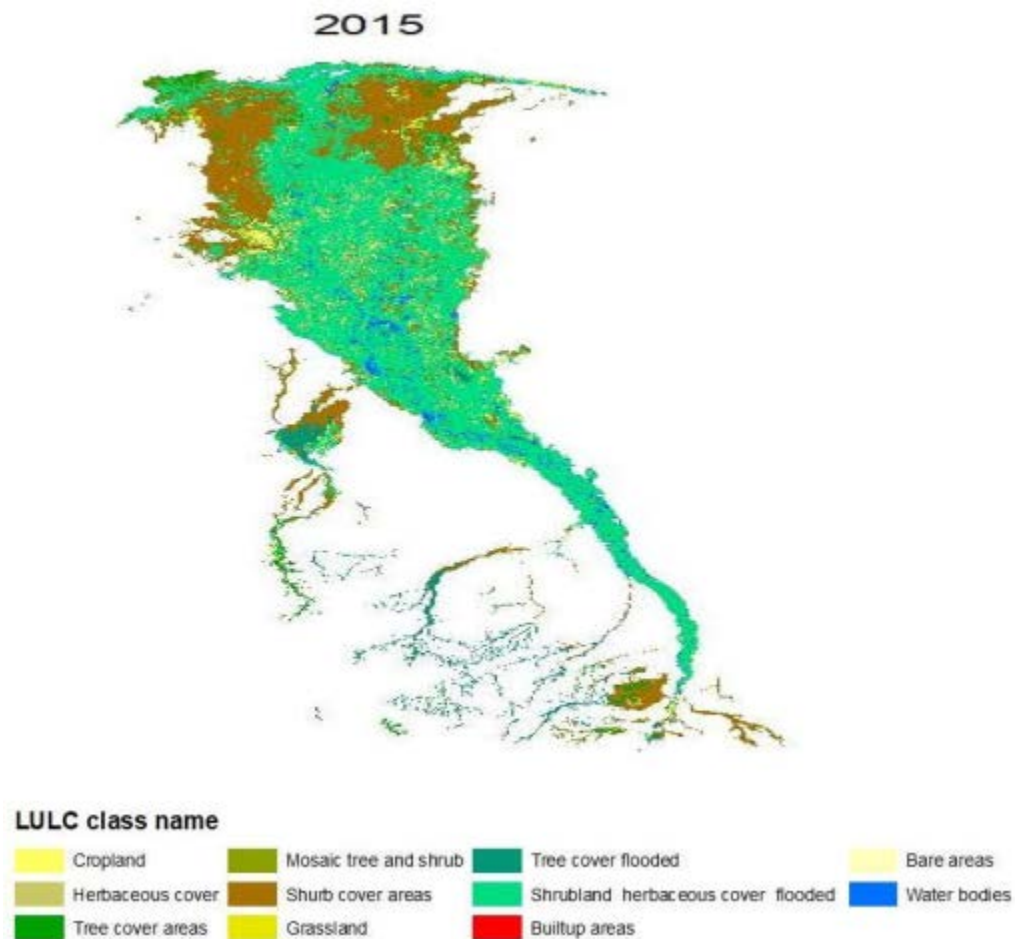 2015
LULC class name
Cropland
Herbaceous cover
Tree cover areas
Mosaic tree and shrub
Shurb cover areas
Grassland
Tree cover flooded
Shrubland herbaceous cover flooded
Builtup areas
Bare areas
Water bodies